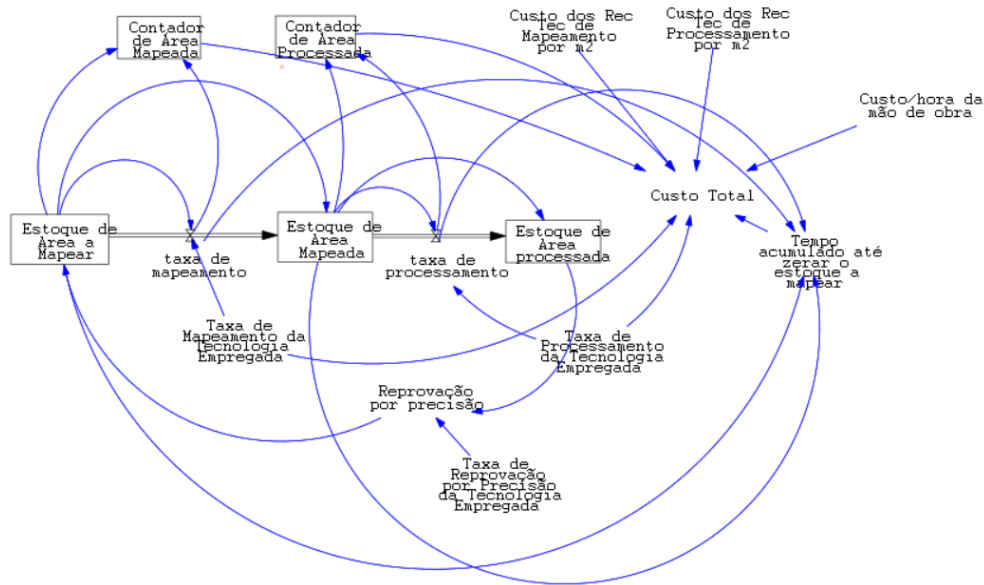 Contador
de Área
Mapeada
Contador
de Área
Processada
Custo dos Rec
Tec de
Mapeamento
por m2
Custo dos Rec
Tec de
Processamento
por m2
Custo/hora da
mão de obra
Custo Total
Estoque de
Área a
Mapear
taxa de
mapeamento
Estoque de
Área
Mapeada
taxa de
processamento
Estoque de
Área
processada
Tempo
acumulado até
zerar o
estoque a
mapear
Taxa de
Mapeamento da
Tecnologia
Empregada
Taxa de
Processamento
da Tecnologia
Empregada
Reprovação
por precisão
Taxa de
Reprovação
por Precisão
da Tecnologia
Empregada